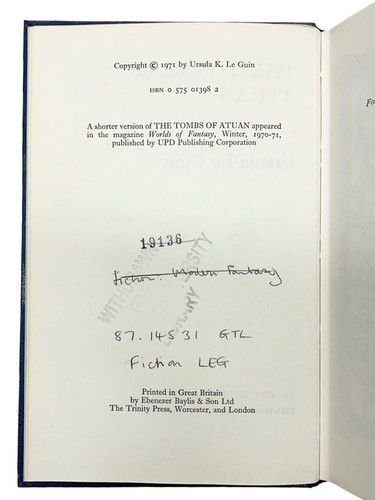 Copyright © 1971 by Ursula K. Le Guin
ISBN 0 575 01398 2
A shorter version of THE TOMBS OF ATUAN appeared
in the magazine Worlds of Fantasy, Winter, 1970-71,
published by UPD Publishing Corporation
19136
WITHDRAWN
LIBRARY
Fiction: Modern Fantasy
87.14531 GTL
Fiction LEG
Printed in Great Britain
by Ebenezer Baylis & Son Ltd
The Trinity Press, Worcester, and London